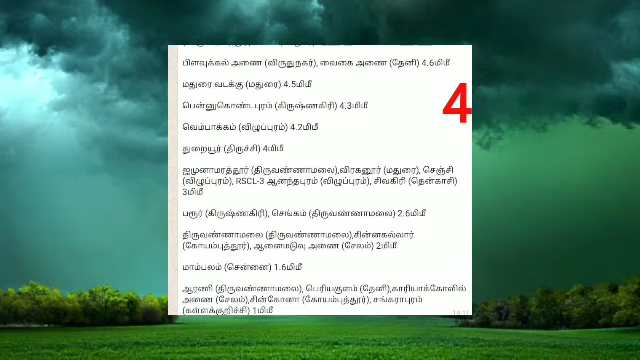 பிளவுக்கல் அணை (விருதுநகர்), வைகை அணை (தேனி) 4.6மிமீ
மதுரை வடக்கு (மதுரை) 4.5மிமீ
4
பென்னுகொண்டபுரம் (கிருஷ்ணகிரி) 4.3மிமீ
வெம்பாக்கம் (விழுப்புரம்) 4.2மிமீ
துறையூர் (திருச்சி) 4மிமீ
ஜமுனாமரத்தூர் (திருவண்ணாமலை),விரகனூர் (மதுரை), செஞ்சி
(விழுப்புரம்), RSCL-3 ஆனந்தபுரம் (விழுப்புரம்), சிவகிரி (தென்காசி)
3மிமீ
பரூர் (கிருஷ்ணகிரி), செங்கம் (திருவண்ணாமலை) 2.6மிமீ
திருவண்ணாமலை (திருவண்ணாமலை),சின்னகல்லார்
(கோயம்புத்தூர்), ஆனைமடுவு அணை (சேலம்) 2மிமீ
மாம்பலம் (சென்னை) 1.6மிமீ
ஆரணி (திருவண்ணாமலை), பெரியகுளம் (தேனி),காரியாக்கோவில்
அணை (சேலம்),சின்கோனா (கோயம்புத்தூர்), சங்கராபுரம்
(கள்ளக்குறிச்சி) 1மிமீ